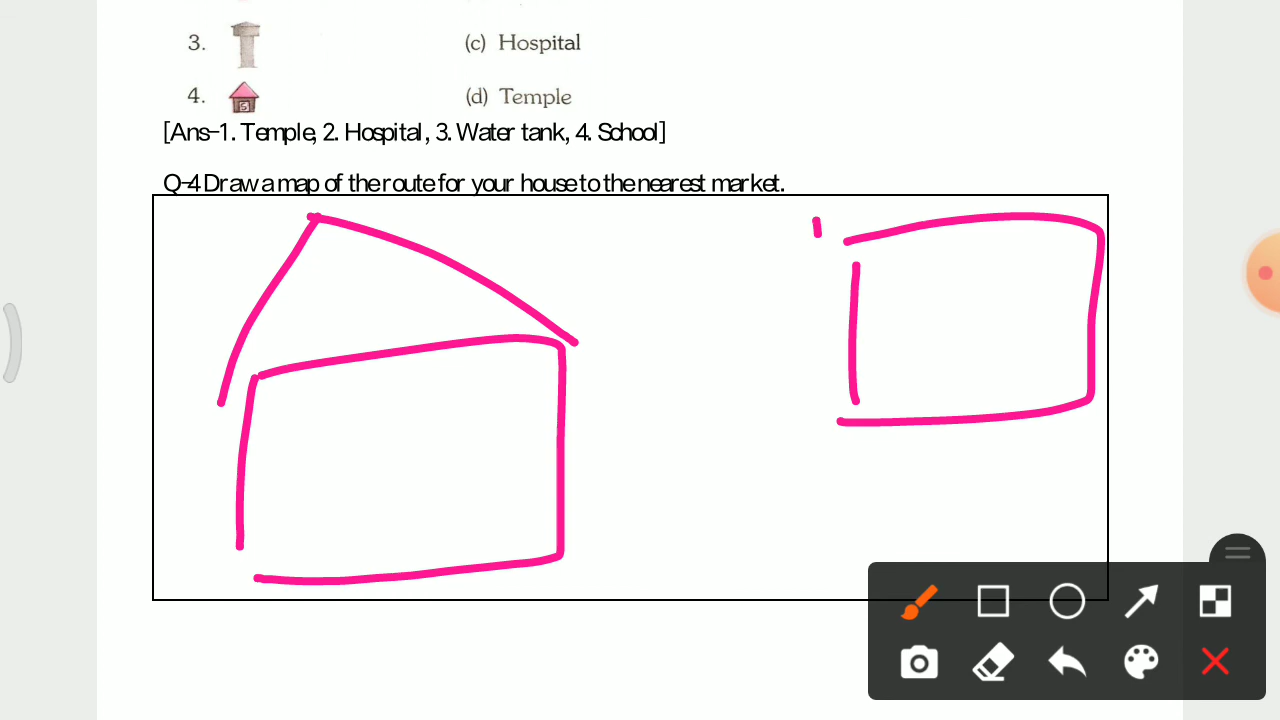 3. (c) Hospital
4. (d) Temple
[Ans-1. Temple, 2. Hospital, 3. Water tank, 4. School]
Q-4 Draw a map of the route for your house to the nearest market.